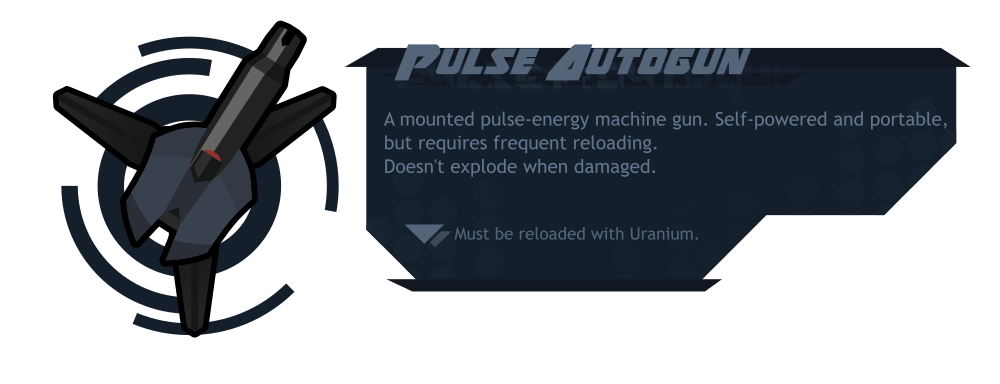 Pulse Autogun
A mounted pulse-energy machine gun. Self-powered and portable,
but requires frequent reloading.
Doesn't explode when damaged.
Must be reloaded with Uranium.